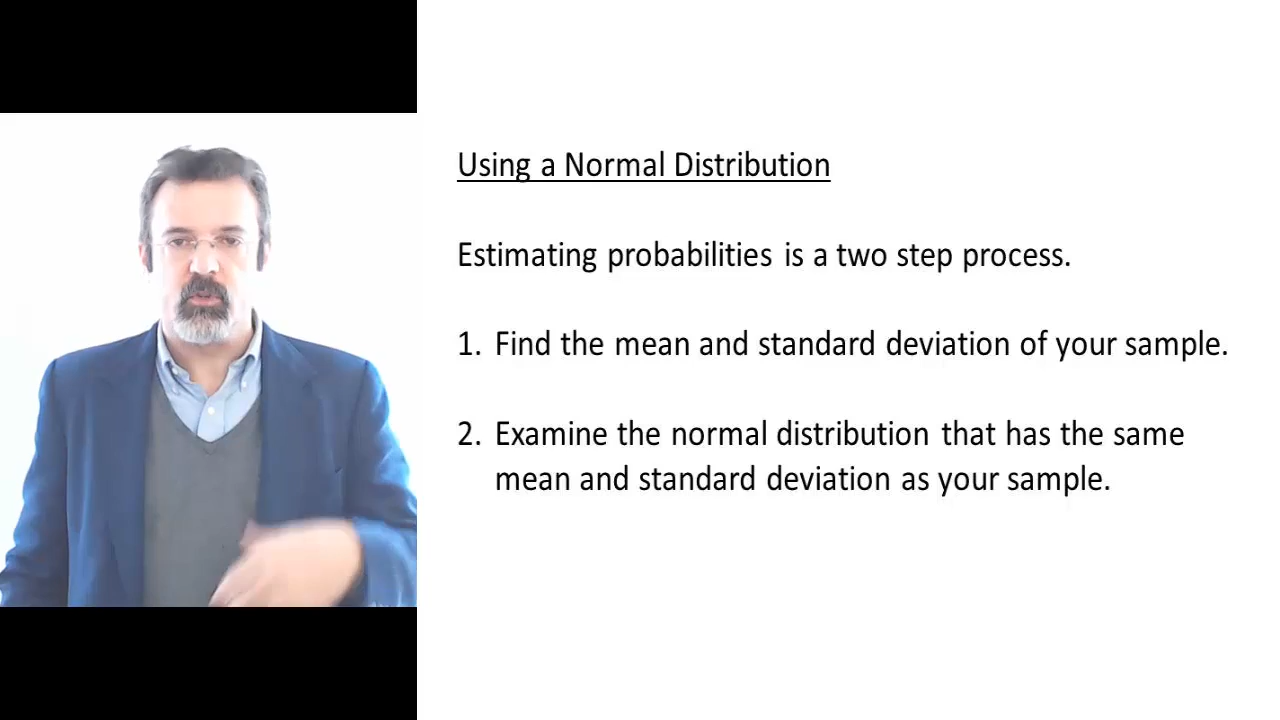 Using a Normal Distribution
Estimating probabilities is a two step process.
1. Find the mean and standard deviation of your sample.
2. Examine the normal distribution that has the same
mean and standard deviation as your sample.